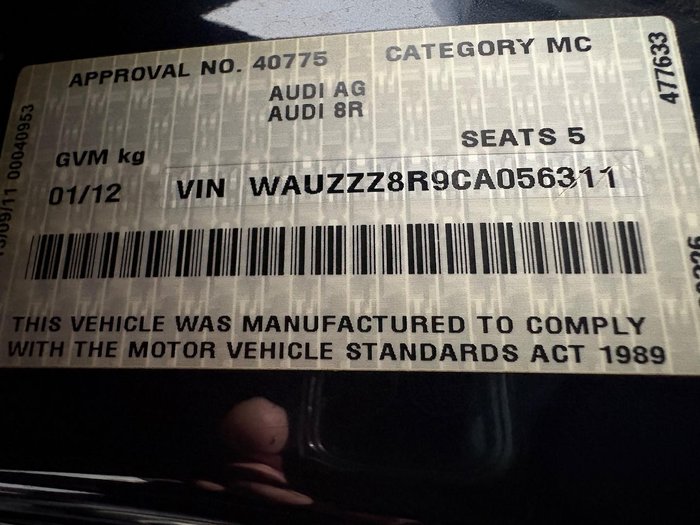 APPROVAL NO. 40775 CATEGORY MC
AUDI AG
AUDI 8R
SEATS 5
GVM kg
01/12 VIN WAUZZZ8R9CA056311
THIS VEHICLE WAS MANUFACTURED TO COMPLY
WITH THE MOTOR VEHICLE STANDARDS ACT 1989
477633
00040953